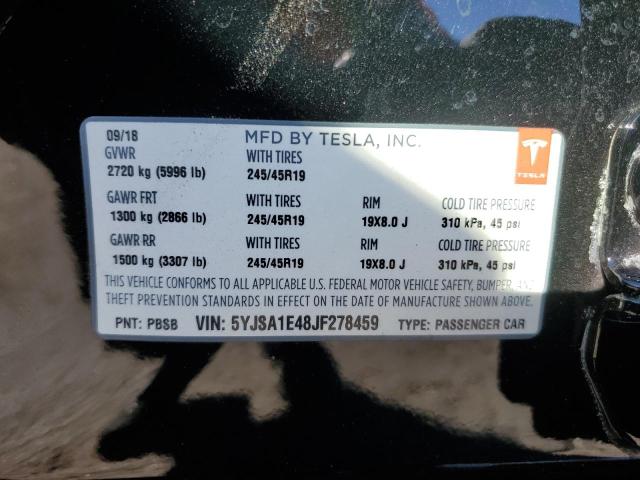 09/18 MFD BY TESLA, INC.
GVWR WITH TIRES
2720 kg (5996 lb) 245/45R19
TESLA
GAWR FRT WITH TIRES RIM COLD TIRE PRESSURE
1300 kg (2866 lb) 245/45R19 19X8.0 J 310 kPa, 45 psi
GAWR RR WITH TIRES RIM COLD TIRE PRESSURE
1500 kg (3307 lb) 245/45R19 19X8.0 J 310 kPa, 45 psi
THIS VEHICLE CONFORMS TO ALL APPLICABLE U.S. FEDERAL MOTOR VEHICLE SAFETY, BUMPER, AND
THEFT PREVENTION STANDARDS IN EFFECT ON THE DATE OF MANUFACTURE SHOWN ABOVE.
PNT: PBSB VIN: 5YJSA1E48JF278459 TYPE: PASSENGER CAR